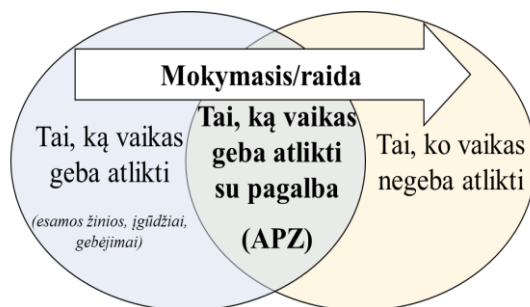 Mokymasis/raida
Tai, ką vaikas
geba atlikti
(esamos žinios, įgūdžiai,
gebėjimai)
Tai, ką vaikas
geba atlikti
su pagalba
(APZ)
Tai, ko vaikas
negeba atlikti